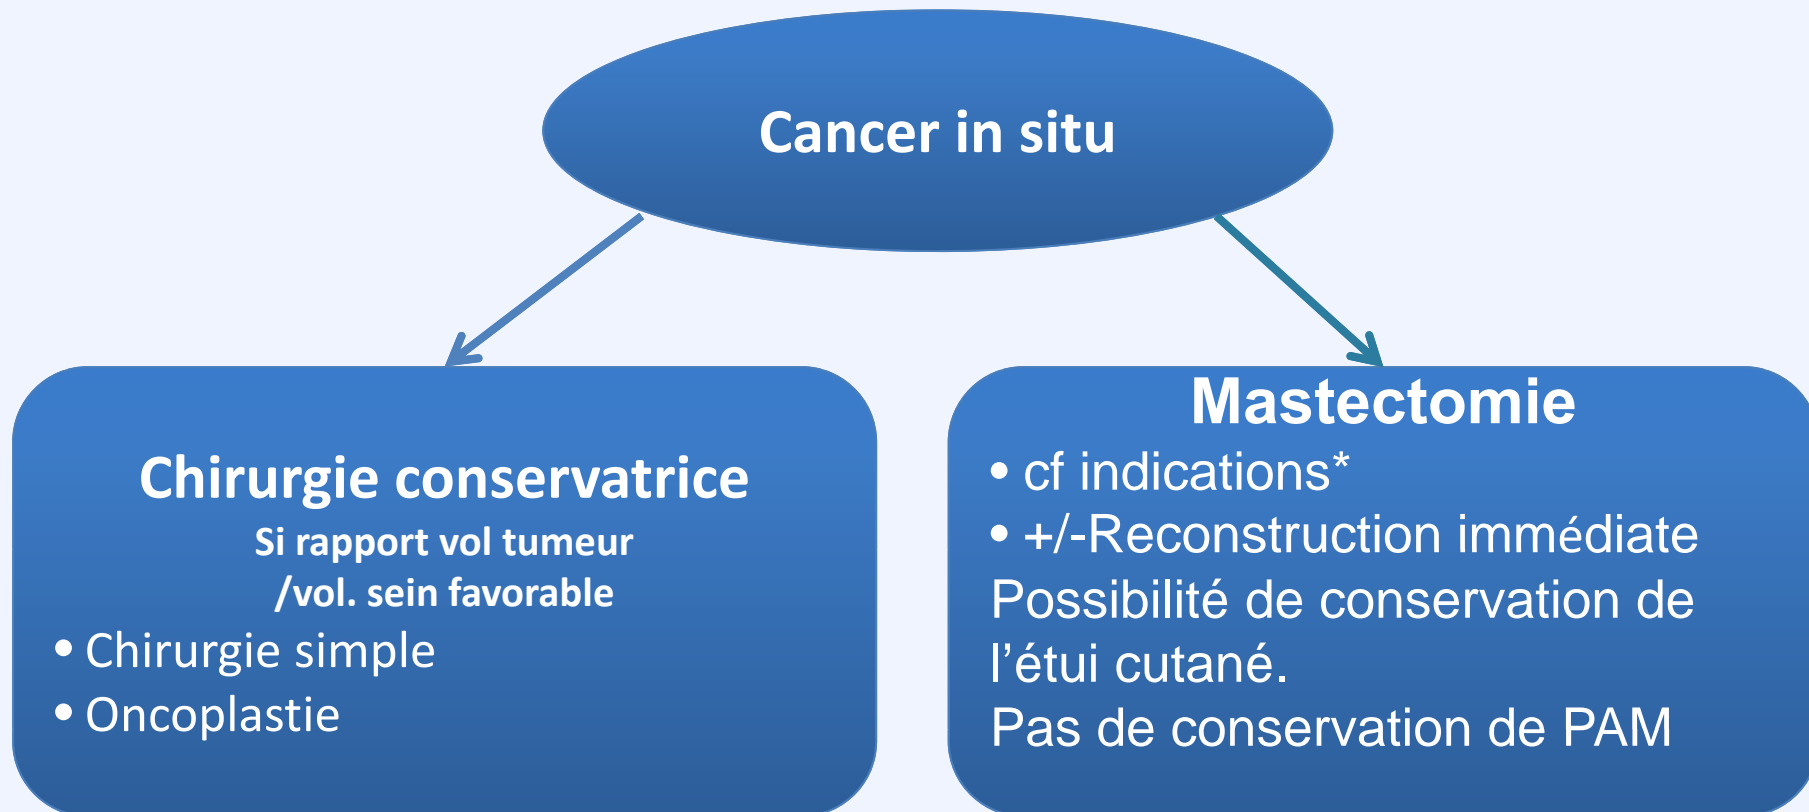 Cancer in situ
Chirurgie conservatrice
Si rapport vol tumeur
/vol. sein favorable
• Chirurgie simple
• Oncoplastie
Mastectomie
• cf indications*
• +/-Reconstruction immédiate
Possibilité de conservation de
l’étui cutané.
Pas de conservation de PAM